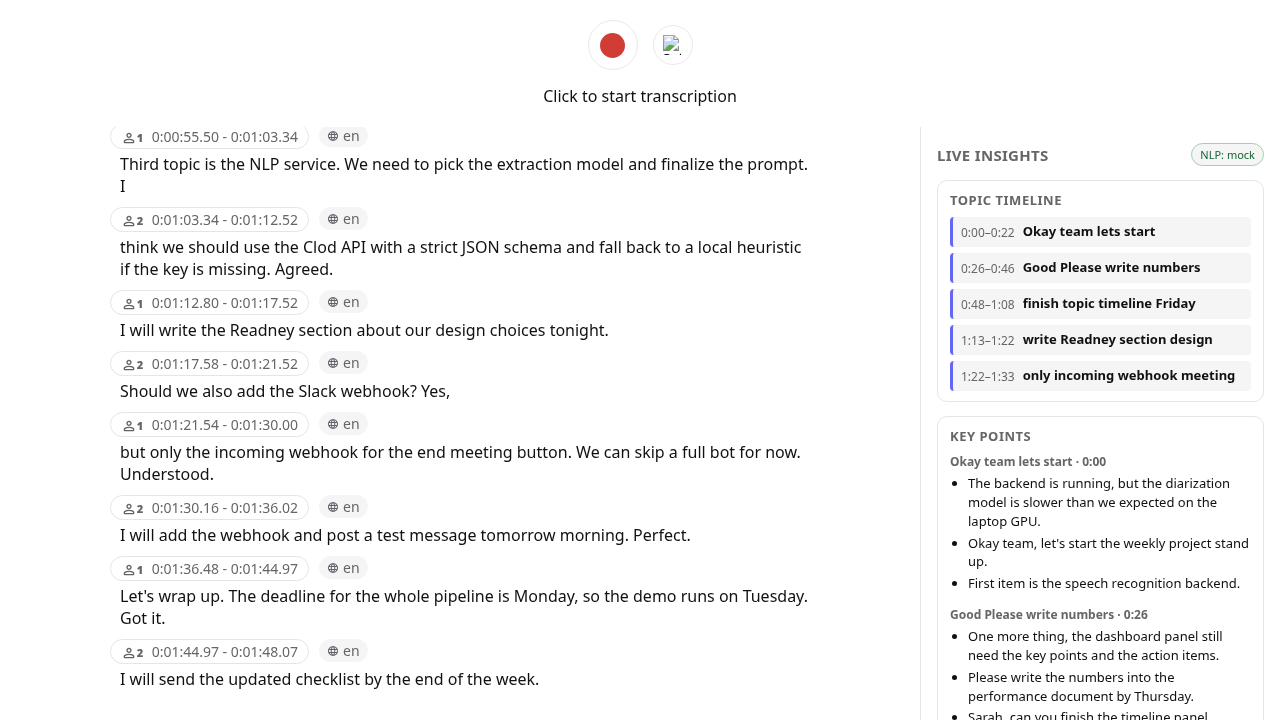 Click to start transcription
1 0:00:55.50 - 0:01:03.34 en
Third topic is the NLP service. We need to pick the extraction model and finalize the prompt.
I
2 0:01:03.34 - 0:01:12.52 en
think we should use the Clod API with a strict JSON schema and fall back to a local heuristic
if the key is missing. Agreed.
1 0:01:12.80 - 0:01:17.52 en
I will write the Readney section about our design choices tonight.
2 0:01:17.58 - 0:01:21.52 en
Should we also add the Slack webhook? Yes,
1 0:01:21.54 - 0:01:30.00 en
but only the incoming webhook for the end meeting button. We can skip a full bot for now.
Understood.
2 0:01:30.16 - 0:01:36.02 en
I will add the webhook and post a test message tomorrow morning. Perfect.
1 0:01:36.48 - 0:01:44.97 en
Let's wrap up. The deadline for the whole pipeline is Monday, so the demo runs on Tuesday.
Got it.
2 0:01:44.97 - 0:01:48.07 en
I will send the updated checklist by the end of the week.
LIVE INSIGHTS
NLP: mock
TOPIC TIMELINE
0:00–0:22 Okay team lets start
0:26–0:46 Good Please write numbers
0:48–1:08 finish topic timeline Friday
1:13–1:22 write Readney section design
1:22–1:33 only incoming webhook meeting
KEY POINTS
Okay team lets start · 0:00
The backend is running, but the diarization
model is slower than we expected on the
laptop GPU.
Okay team, let's start the weekly project stand
up.
First item is the speech recognition backend.
Good Please write numbers · 0:26
One more thing, the dashboard panel still
need the key points and the action items.
Please write the numbers into the
performance document by Thursday.
Sarah, can you finish the timeline panel